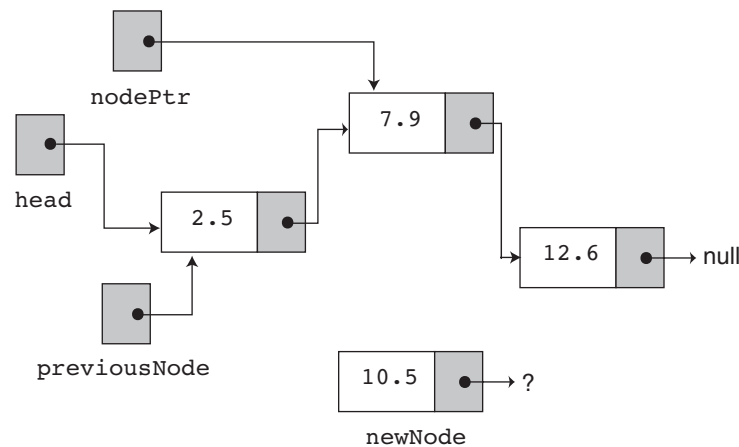 nodePtr
7.9
head
2.5
12.6
null
previousNode
10.5
?
newNode